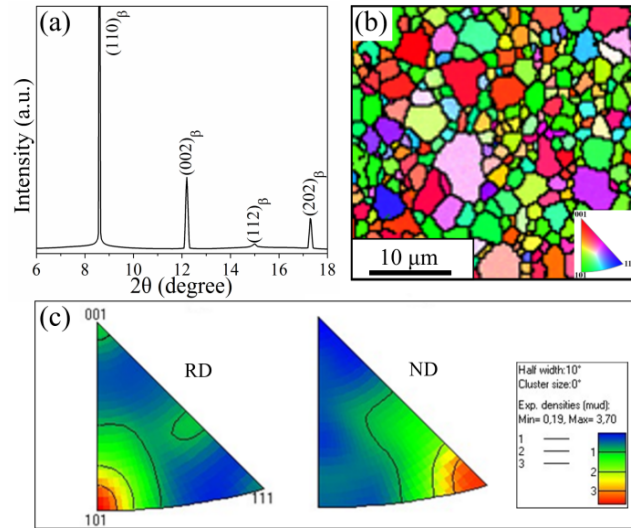 (a)
(110)β
(002)β
(112)β
(202)β
Intensity (a.u.)
6 8 10 12 14 16 18
2θ (degree)
(b)
10 μm
001
101
11
(c)
001
RD
101
111
ND
Half width:10°
Cluster size:0°
Exp. densities (mud):
Min= 0,19, Max= 3,70
1
2
3
1
2
3